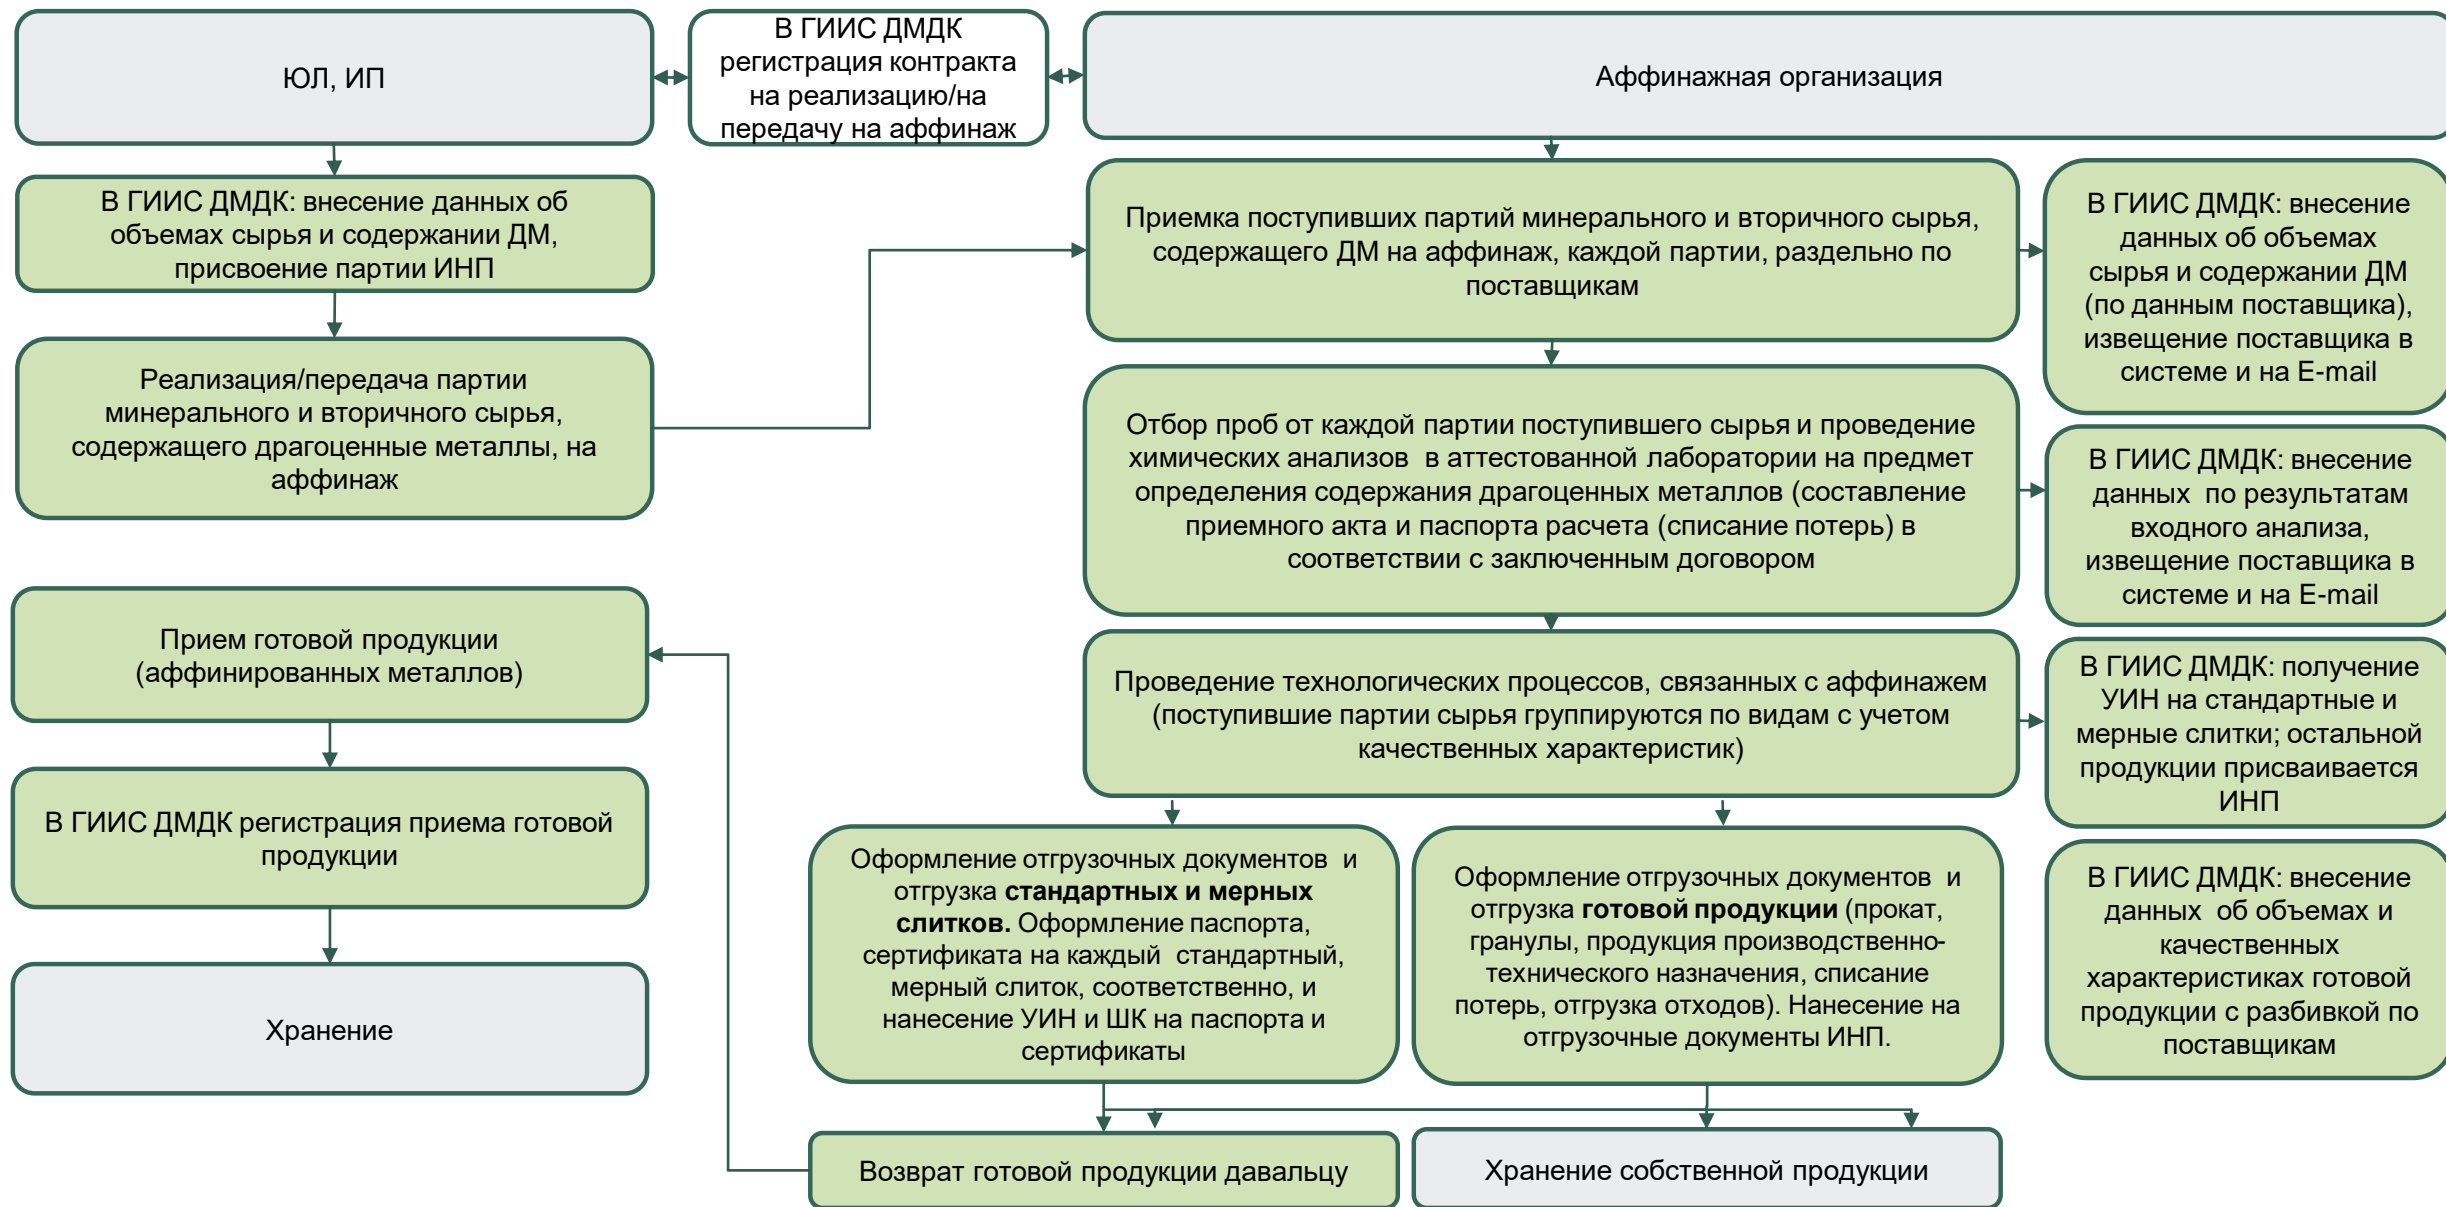 ЮЛ, ИП
В ГИИС ДМДК
регистрация контракта
на реализацию/на
передачу на аффинаж
Аффинажная организация
В ГИИС ДМДК: внесение данных об
объемах сырья и содержании ДМ,
присвоение партии ИНП
Реализация/передача партии
минерального и вторичного сырья,
содержащего драгоценные металлы, на
аффинаж
Приемка поступивших партий минерального и вторичного сырья,
содержащего ДМ на аффинаж, каждой партии, раздельно по
поставщикам
В ГИИС ДМДК: внесение
данных об объемах
сырья и содержании ДМ
(по данным поставщика),
извещение поставщика в
системе и на E-mail
Отбор проб от каждой партии поступившего сырья и проведение
химических анализов в аттестованной лаборатории на предмет
определения содержания драгоценных металлов (составление
приемного акта и паспорта расчета (списание потерь) в
соответствии с заключенным договором
В ГИИС ДМДК: внесение
данных по результатам
входного анализа,
извещение поставщика в
системе и на E-mail
Проведение технологических процессов, связанных с аффинажем
(поступившие партии сырья группируются по видам с учетом
качественных характеристик)
В ГИИС ДМДК: получение
УИН на стандартные и
мерные слитки; остальной
продукции присваивается
ИНП
Прием готовой продукции
(аффинированных металлов)
В ГИИС ДМДК регистрация приема готовой
продукции
Хранение
Оформление отгрузочных документов и
отгрузка стандартных и мерных
слитков. Оформление паспорта,
сертификата на каждый стандартный,
мерный слиток, соответственно, и
нанесение УИН и ШК на паспорта и
сертификаты
Оформление отгрузочных документов и
отгрузка готовой продукции (прокат,
гранулы, продукция производственно-
технического назначения, списание
потерь, отгрузка отходов). Нанесение на
отгрузочные документы ИНП.
В ГИИС ДМДК: внесение
данных об объемах и
качественных
характеристиках готовой
продукции с разбивкой по
поставщикам
Возврат готовой продукции давальцу
Хранение собственной продукции